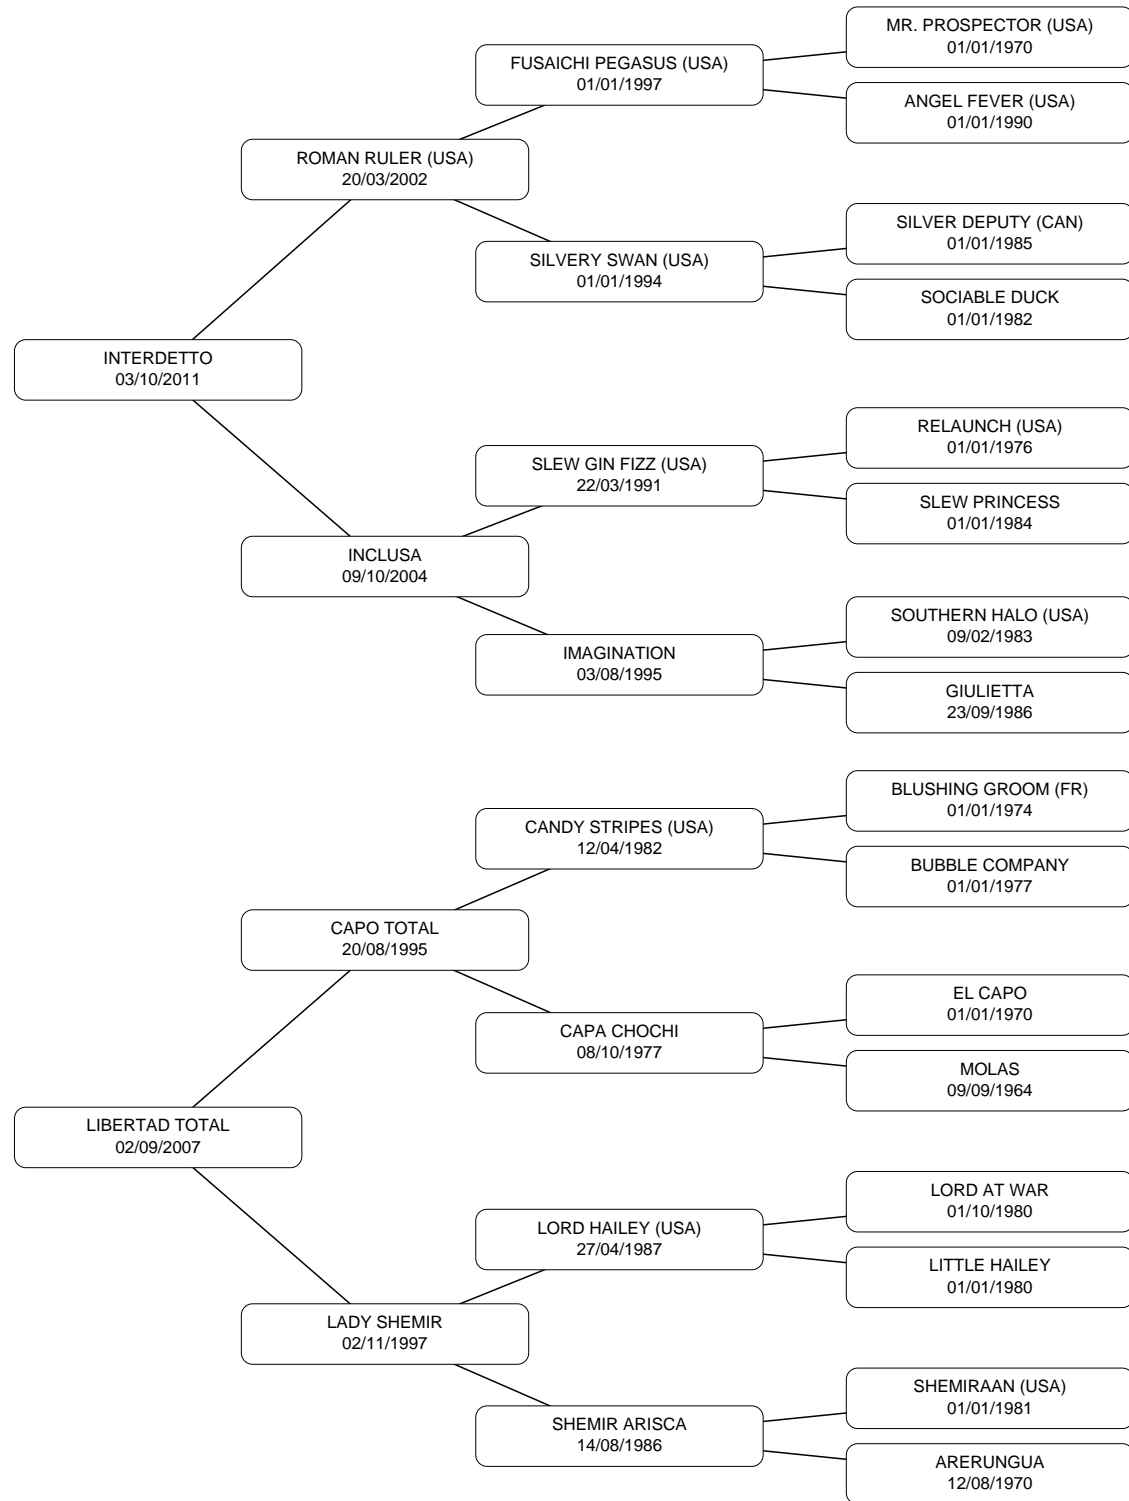 MR. PROSPECTOR (USA)
01/01/1970
FUSAICHI PEGASUS (USA)
01/01/1997
ANGEL FEVER (USA)
01/01/1990
ROMAN RULER (USA)
20/03/2002
SILVER DEPUTY (CAN)
01/01/1985
SILVERY SWAN (USA)
01/01/1994
SOCIABLE DUCK
01/01/1982
INTERDETTO
03/10/2011
RELAUNCH (USA)
01/01/1976
SLEW GIN FIZZ (USA)
22/03/1991
SLEW PRINCESS
01/01/1984
INCLUSA
09/10/2004
SOUTHERN HALO (USA)
09/02/1983
IMAGINATION
03/08/1995
GIULIETTA
23/09/1986
BLUSHING GROOM (FR)
01/01/1974
CANDY STRIPES (USA)
12/04/1982
BUBBLE COMPANY
01/01/1977
CAPO TOTAL
20/08/1995
EL CAPO
01/01/1970
CAPA CHOCHI
08/10/1977
MOLAS
09/09/1964
LIBERTAD TOTAL
02/09/2007
LORD AT WAR
01/10/1980
LORD HAILEY (USA)
27/04/1987
LITTLE HAILEY
01/01/1980
LADY SHEMIR
02/11/1997
SHEMIRAAN (USA)
01/01/1981
SHEMIR ARISCA
14/08/1986
ARERUNGUA
12/08/1970